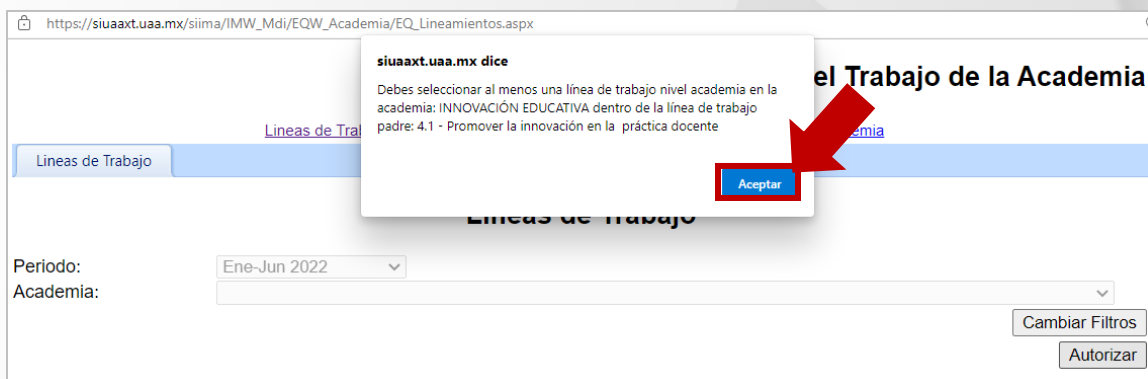 https://siuaaxt.uaa.mx/siima/IMW_Mdi/EQW_Academia/EQ_Lineamientos.aspx
siuaaxt.uaa.mx dice
Debes seleccionar al menos una línea de trabajo nivel academia en la
academia: INNOVACIÓN EDUCATIVA dentro de la línea de trabajo
padre: 4.1 - Promover la innovación en la práctica docente
Aceptar
el Trabajo de la Academia
Lineas de Tra
emia
Lineas de Trabajo
Lineas de Trabajo
Periodo:
Ene-Jun 2022
Academia:
Cambiar Filtros
Autorizar